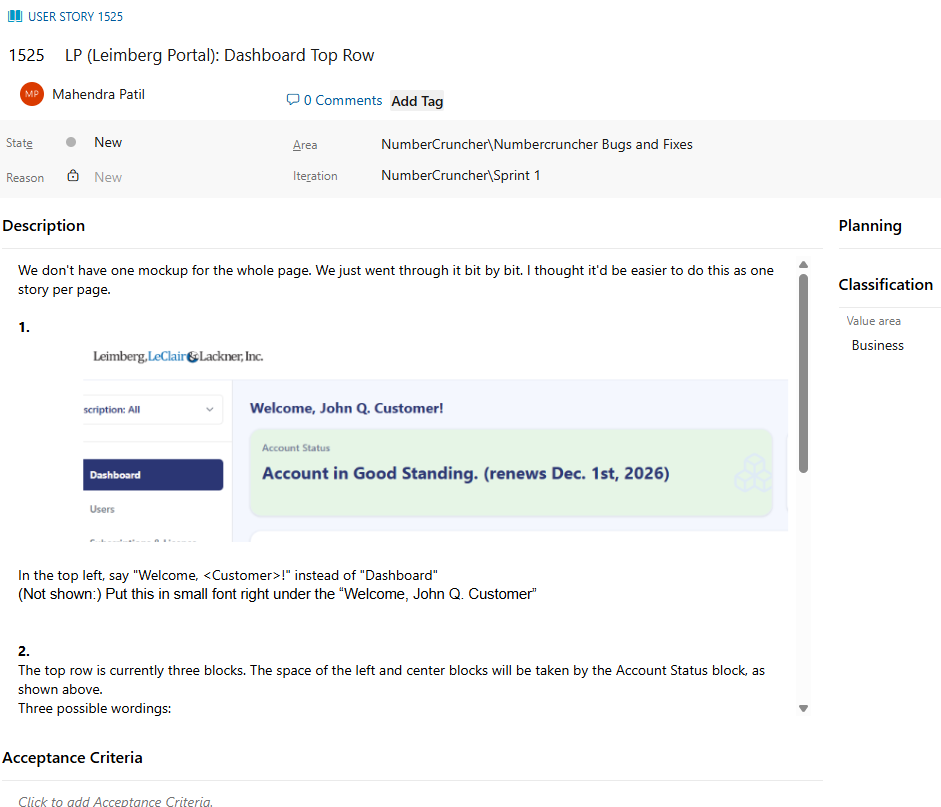 USER STORY 1525
1525 LP (Leimberg Portal): Dashboard Top Row
MP Mahendra Patil
0 Comments Add Tag
State New
Area NumberCruncher\Numbercruncher Bugs and Fixes
Reason New
Iteration NumberCruncher\Sprint 1
Description
We don't have one mockup for the whole page. We just went through it bit by bit. I thought it'd be easier to do this as one
story per page.
1.
Leimberg, LeClair & Lackner, Inc.
scription: All
Welcome, John Q. Customer!
Account Status
Account in Good Standing. (renews Dec. 1st, 2026)
Dashboard
Users
In the top left, say "Welcome, <Customer>!" instead of "Dashboard"
(Not shown:) Put this in small font right under the “Welcome, John Q. Customer”
2.
The top row is currently three blocks. The space of the left and center blocks will be taken by the Account Status block, as
shown above.
Three possible wordings:
Planning
Classification
Value area
Business
Acceptance Criteria
Click to add Acceptance Criteria.